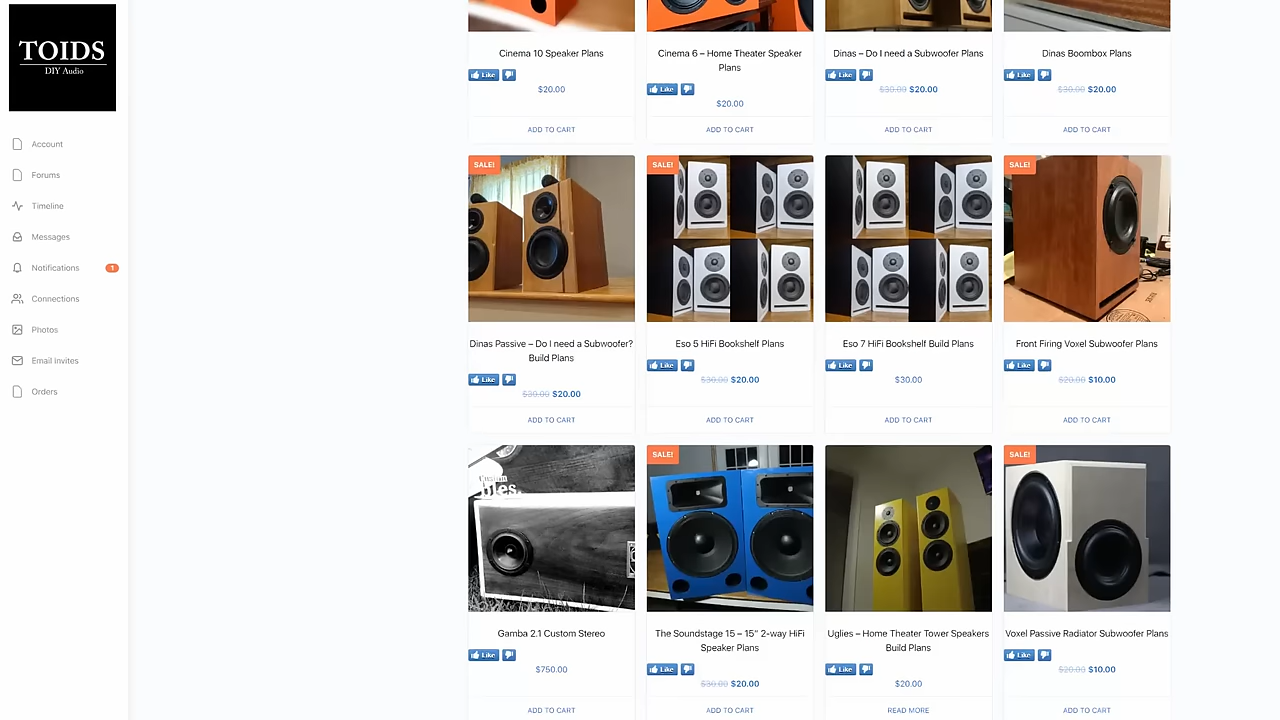 TOIDS
DIY Audio
Account
Forums
Timeline
Messages
Notifications
1
Connections
Photos
Email Invites
Orders
Cinema 10 Speaker Plans
Like
$20.00
ADD TO CART
Cinema 6 – Home Theater Speaker
Plans
Like
$20.00
ADD TO CART
Dinas – Do I need a Subwoofer Plans
Like
$30.00 $20.00
ADD TO CART
Dinas Boombox Plans
Like
$30.00 $20.00
ADD TO CART
SALE!
Dinas Passive – Do I need a Subwoofer?
Build Plans
Like
$30.00 $20.00
ADD TO CART
SALE!
Eso 5 HiFi Bookshelf Plans
Like
$30.00 $20.00
ADD TO CART
Eso 7 HiFi Bookshelf Build Plans
Like
$30.00
ADD TO CART
SALE!
Front Firing Voxel Subwoofer Plans
Like
$20.00 $10.00
ADD TO CART
Gamba 2.1 Custom Stereo
Like
$750.00
ADD TO CART
SALE!
The Soundstage 15 – 15" 2-way HiFi
Speaker Plans
Like
$30.00 $20.00
ADD TO CART
Uglies – Home Theater Tower Speakers
Build Plans
Like
$20.00
READ MORE
SALE!
Voxel Passive Radiator Subwoofer Plans
Like
$20.00 $10.00
ADD TO CART